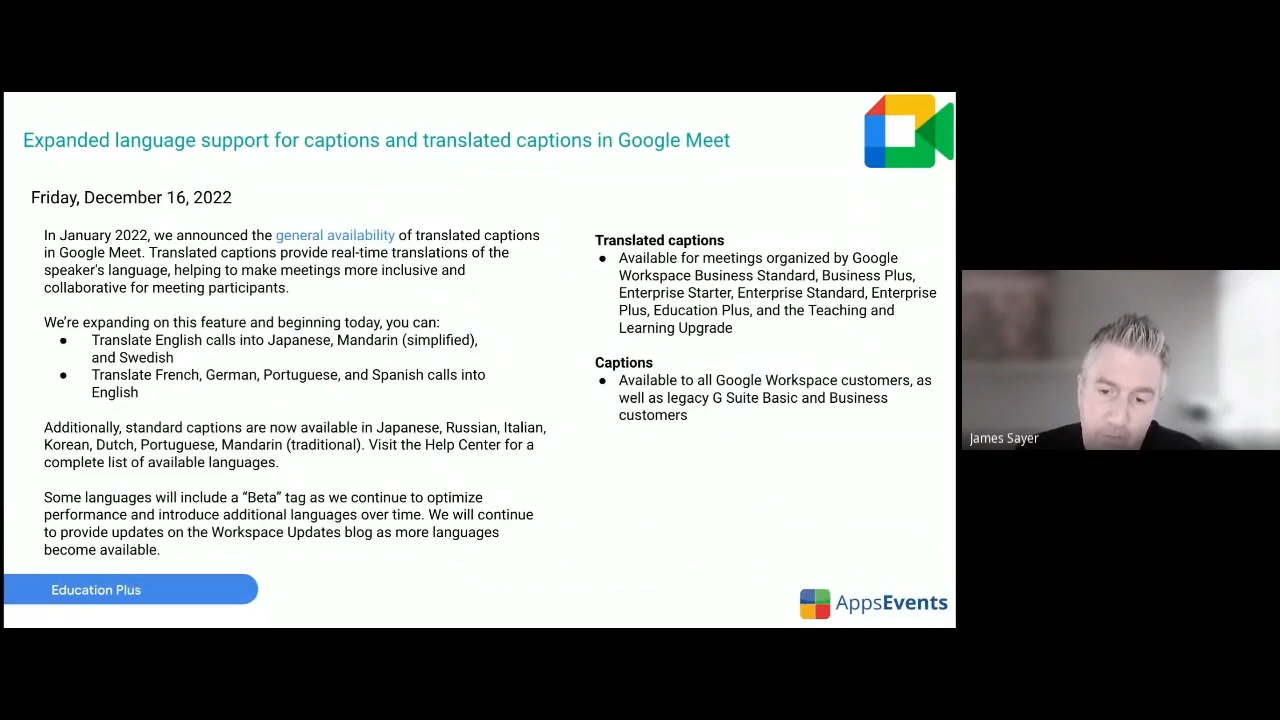 Expanded language support for captions and translated captions in Google Meet
Friday, December 16, 2022
In January 2022, we announced the general availability of translated captions
in Google Meet. Translated captions provide real-time translations of the
speaker's language, helping to make meetings more inclusive and
collaborative for meeting participants.
We're expanding on this feature and beginning today, you can:
● Translate English calls into Japanese, Mandarin (simplified),
and Swedish
● Translate French, German, Portuguese, and Spanish calls into
English
Additionally, standard captions are now available in Japanese, Russian, Italian,
Korean, Dutch, Portuguese, Mandarin (traditional). Visit the Help Center for a
complete list of available languages.
Some languages will include a “Beta” tag as we continue to optimize
performance and introduce additional languages over time. We will continue
to provide updates on the Workspace Updates blog as more languages
become available.
Translated captions
● Available for meetings organized by Google
Workspace Business Standard, Business Plus,
Enterprise Starter, Enterprise Standard, Enterprise
Plus, Education Plus, and the Teaching and
Learning Upgrade
Captions
● Available to all Google Workspace customers, as
well as legacy G Suite Basic and Business
customers
Education Plus
AppsEvents
James Sayer